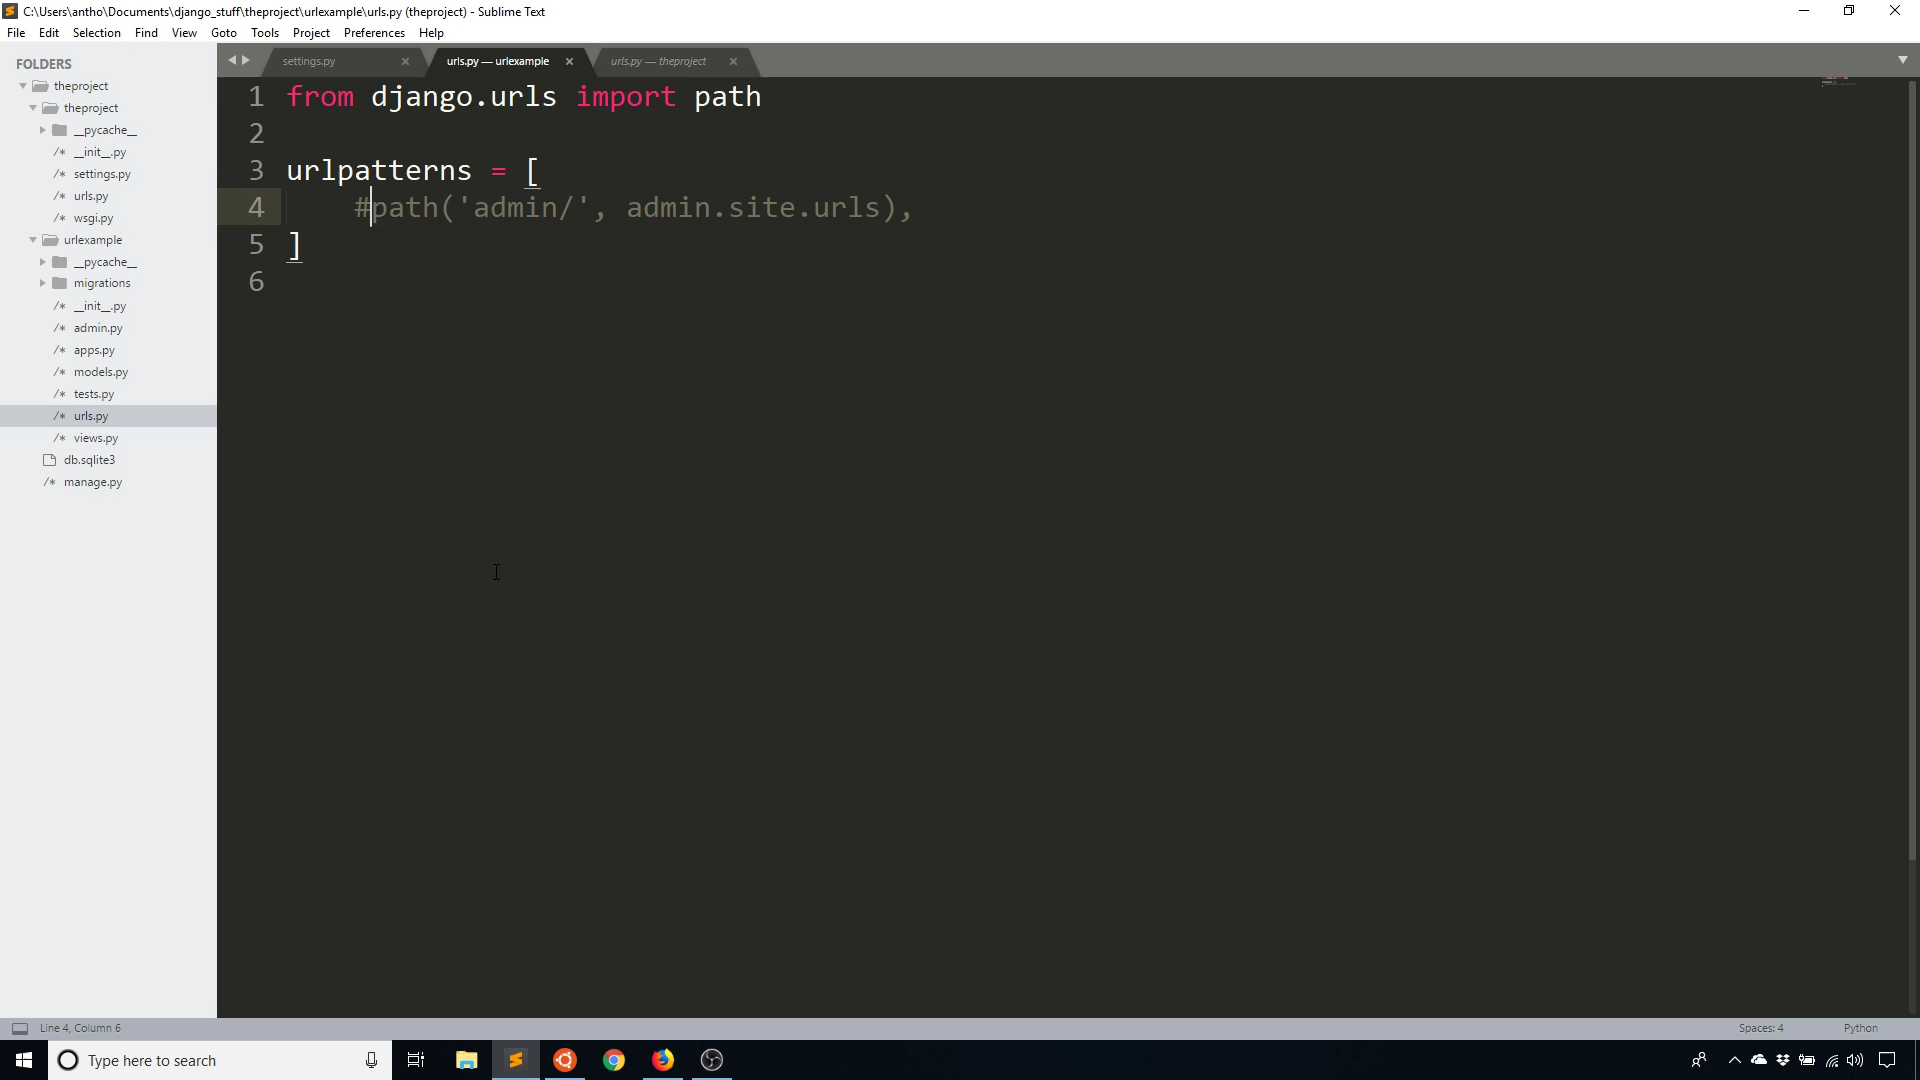 C:\Users\antho\Documents\django_stuff\theproject\urlexample\urls.py (theproject) - Sublime Text
File Edit Selection Find View Goto Tools Project Preferences Help
FOLDERS
theproject
theproject
__pycache__
/* __init__.py
/* settings.py
/* urls.py
/* wsgi.py
urlexample
__pycache__
migrations
/* __init__.py
/* admin.py
/* apps.py
/* models.py
/* tests.py
/* urls.py
/* views.py
db.sqlite3
/* manage.py
settings.py × urls.py — urlexample × urls.py — theproject ×
1 from django.urls import path
2
3 urlpatterns = [
4 #path('admin/', admin.site.urls),
5 ]
6
Line 4, Column 6 Spaces: 4 Python
Type here to search